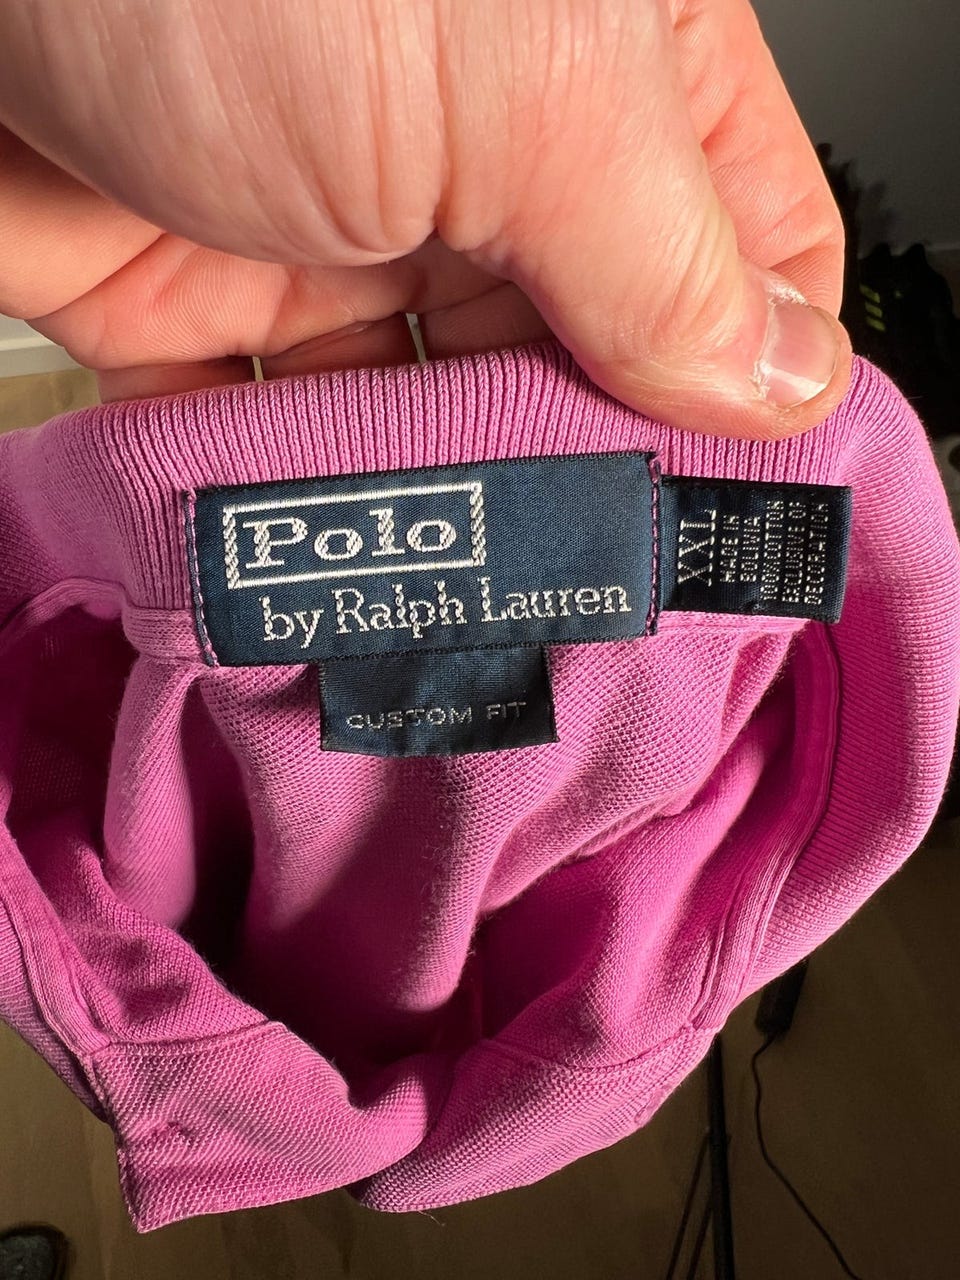 Polo
by Ralph Lauren
CUSTOM FIT
XXL
MADE IN
BOLIVIA
100% COTTON
EXCLUSIVE OF
DECORATION